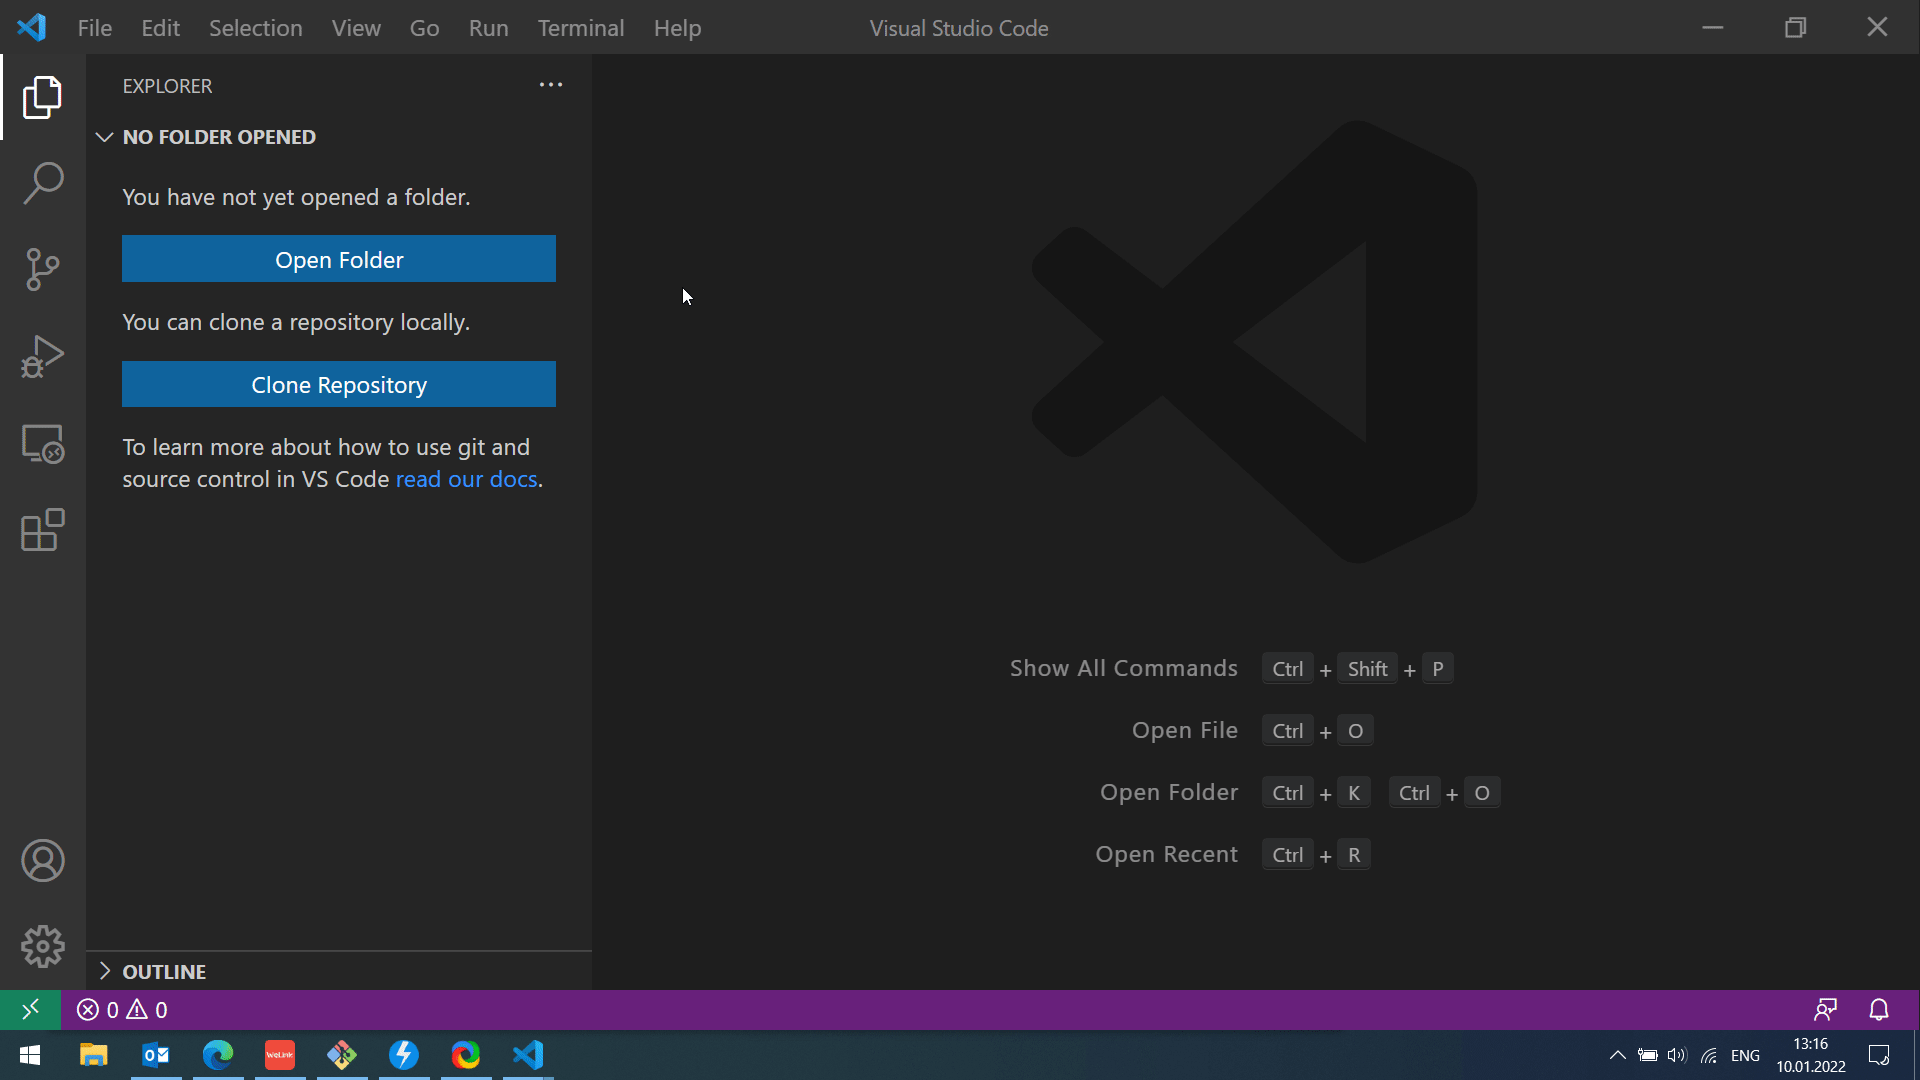 File Edit Selection View Go Run Terminal Help Visual Studio Code
EXPLORER
NO FOLDER OPENED
You have not yet opened a folder.
Open Folder
You can clone a repository locally.
Clone Repository
To learn more about how to use git and
source control in VS Code read our docs.
Show All Commands Ctrl + Shift + P
Open File Ctrl + O
Open Folder Ctrl + K Ctrl + O
Open Recent Ctrl + R
OUTLINE
0 0
WeLink
ENG
13:16
10.01.2022